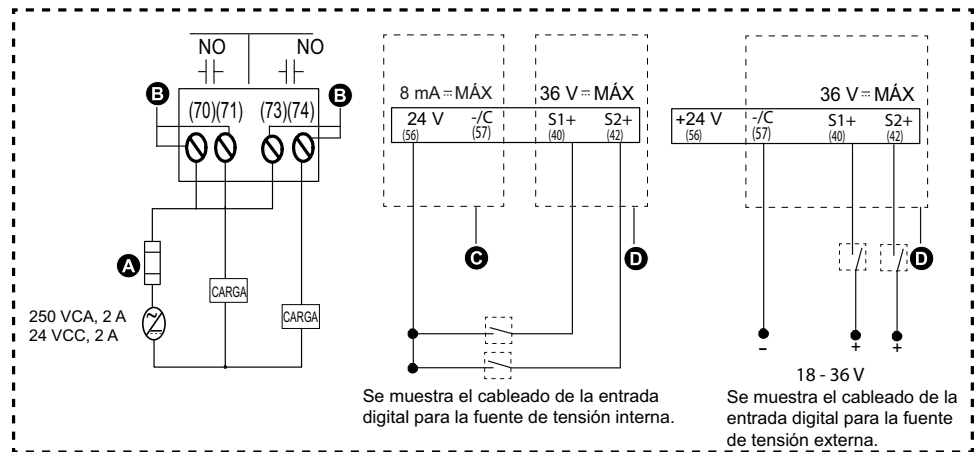 NO NO
B B
(70)(71) (73)(74)
A
250 VCA, 2 A
24 VCC, 2 A
CARGA
CARGA
8 mA⎓MÁX
36 V⎓MÁX
24 V -/C S1+ S2+
(56) (57) (40) (42)
C
D
Se muestra el cableado de la entrada
digital para la fuente de tensión interna.
36 V⎓MÁX
+24 V -/C S1+ S2+
(56) (57) (40) (42)
D
– + +
18 - 36 V
Se muestra el cableado de la
entrada digital para la fuente
de tensión externa.